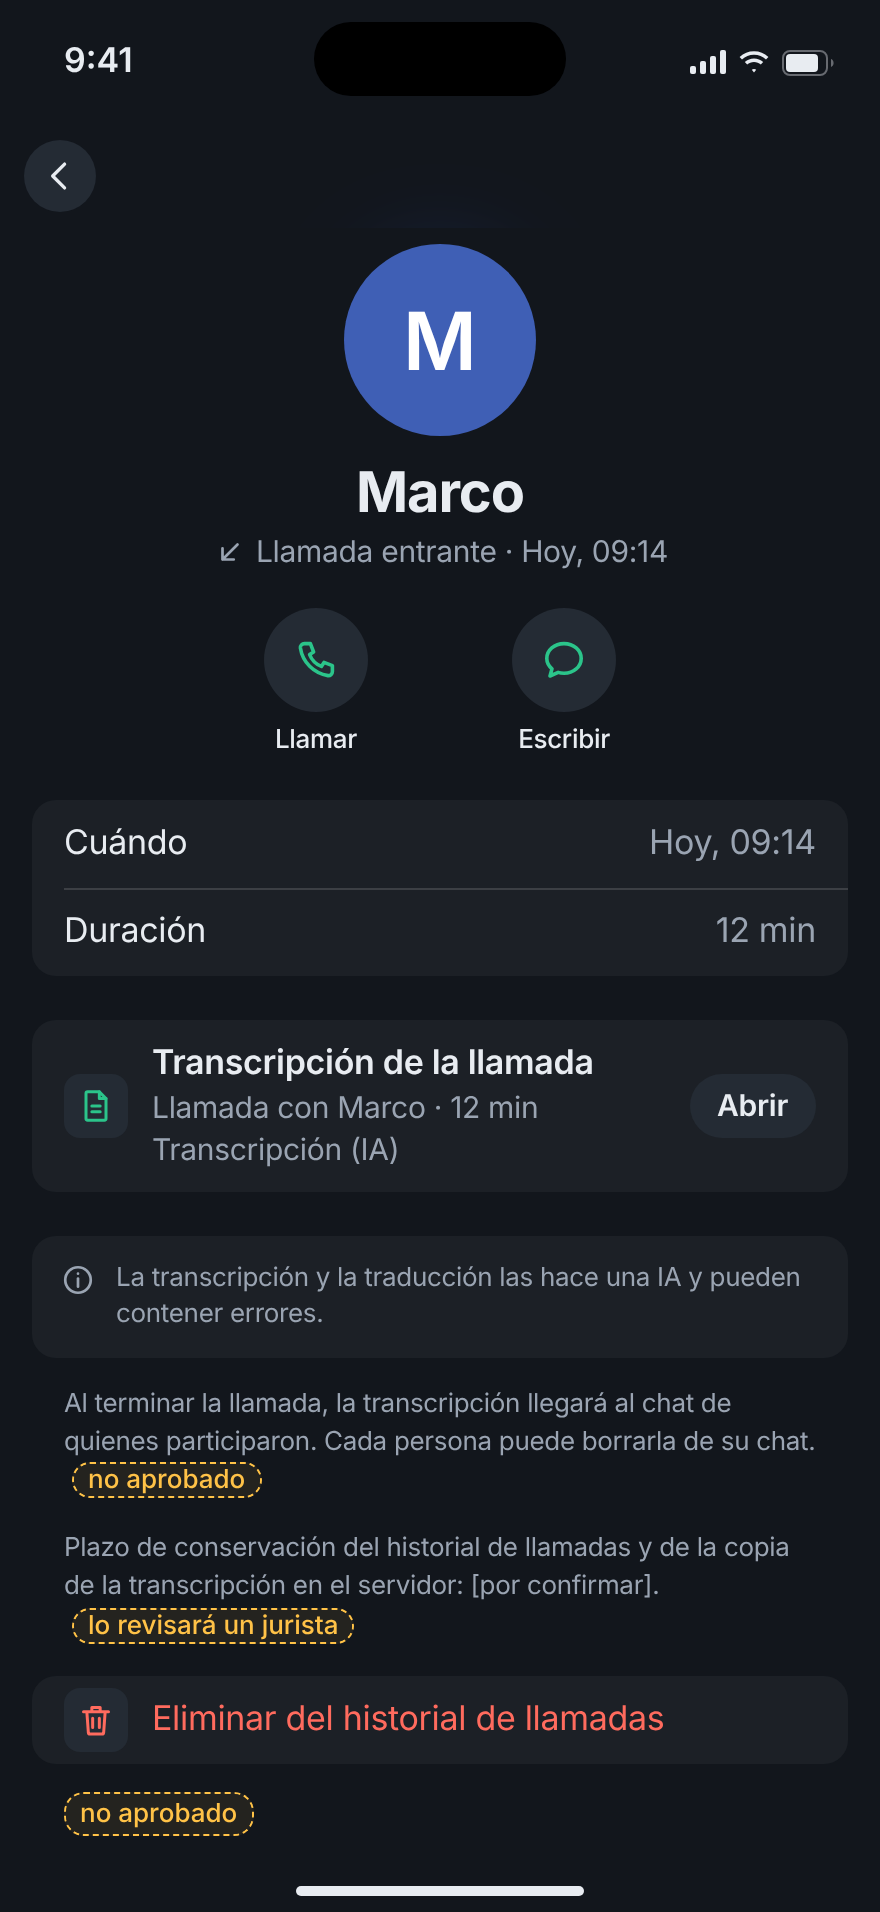 9:41
M
Marco
Llamada entrante · Hoy, 09:14
Llamar
Escribir
Cuándo
Hoy, 09:14
Duración
12 min
Transcripción de la llamada
Llamada con Marco · 12 min
Transcripción (IA)
Abrir
La transcripción y la traducción las hace una IA y pueden
contener errores.
Al terminar la llamada, la transcripción llegará al chat de
quienes participaron. Cada persona puede borrarla de su chat.
no aprobado
Plazo de conservación del historial de llamadas y de la copia
de la transcripción en el servidor: [por confirmar].
lo revisará un jurista
Eliminar del historial de llamadas
no aprobado